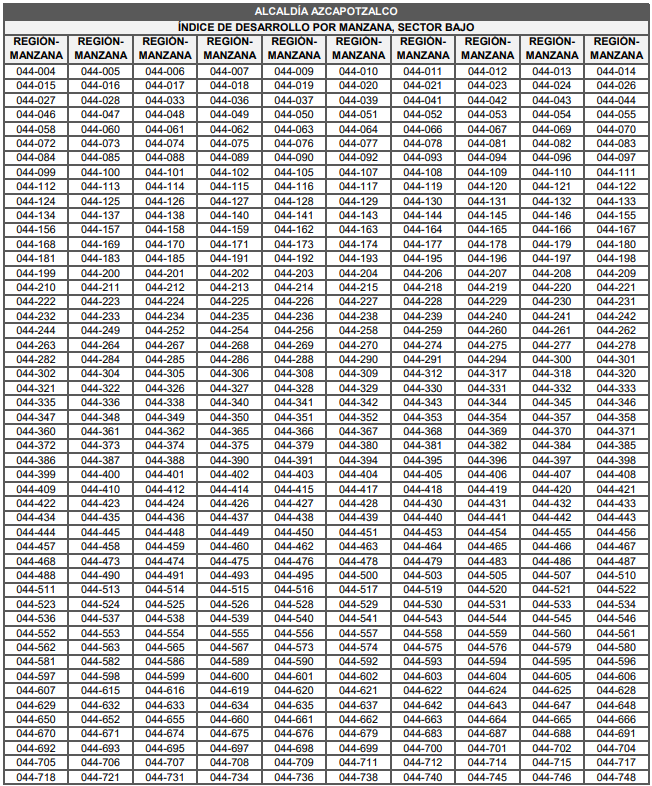 ALCALDÍA AZCAPOTZALCO
ÍNDICE DE DESARROLLO POR MANZANA, SECTOR BAJO
REGIÓN-MANZANA REGIÓN-MANZANA REGIÓN-MANZANA REGIÓN-MANZANA REGIÓN-MANZANA REGIÓN-MANZANA REGIÓN-MANZANA REGIÓN-MANZANA REGIÓN-MANZANA REGIÓN-MANZANA
044-004 044-005 044-006 044-007 044-009 044-010 044-011 044-012 044-013 044-014
044-015 044-016 044-017 044-018 044-019 044-020 044-021 044-023 044-024 044-026
044-027 044-028 044-033 044-036 044-037 044-039 044-041 044-042 044-043 044-044
044-046 044-047 044-048 044-049 044-050 044-051 044-052 044-053 044-054 044-055
044-058 044-060 044-061 044-062 044-063 044-064 044-066 044-067 044-069 044-070
044-072 044-073 044-074 044-075 044-076 044-077 044-078 044-081 044-082 044-083
044-084 044-085 044-088 044-089 044-090 044-092 044-093 044-094 044-096 044-097
044-099 044-100 044-101 044-102 044-105 044-107 044-108 044-109 044-110 044-111
044-112 044-113 044-114 044-115 044-116 044-117 044-119 044-120 044-121 044-122
044-124 044-125 044-126 044-127 044-128 044-129 044-130 044-131 044-132 044-133
044-134 044-137 044-138 044-140 044-141 044-143 044-144 044-145 044-146 044-155
044-156 044-157 044-158 044-159 044-162 044-163 044-164 044-165 044-166 044-167
044-168 044-169 044-170 044-171 044-173 044-174 044-177 044-178 044-179 044-180
044-181 044-183 044-185 044-191 044-192 044-193 044-195 044-196 044-197 044-198
044-199 044-200 044-201 044-202 044-203 044-204 044-206 044-207 044-208 044-209
044-210 044-211 044-212 044-213 044-214 044-215 044-218 044-219 044-220 044-221
044-222 044-223 044-224 044-225 044-226 044-227 044-228 044-229 044-230 044-231
044-232 044-233 044-234 044-235 044-236 044-238 044-239 044-240 044-241 044-242
044-244 044-249 044-252 044-254 044-256 044-258 044-259 044-260 044-261 044-262
044-263 044-264 044-267 044-268 044-269 044-270 044-274 044-275 044-277 044-278
044-282 044-284 044-285 044-286 044-288 044-290 044-291 044-294 044-300 044-301
044-302 044-304 044-305 044-306 044-308 044-309 044-312 044-317 044-318 044-320
044-321 044-322 044-326 044-327 044-328 044-329 044-330 044-331 044-332 044-333
044-335 044-336 044-338 044-340 044-341 044-342 044-343 044-344 044-345 044-346
044-347 044-348 044-349 044-350 044-351 044-352 044-353 044-354 044-357 044-358
044-360 044-361 044-362 044-365 044-366 044-367 044-368 044-369 044-370 044-371
044-372 044-373 044-374 044-375 044-379 044-380 044-381 044-382 044-384 044-385
044-386 044-387 044-388 044-390 044-391 044-394 044-395 044-396 044-397 044-398
044-399 044-400 044-401 044-402 044-403 044-404 044-405 044-406 044-407 044-408
044-409 044-410 044-412 044-414 044-415 044-417 044-418 044-419 044-420 044-421
044-422 044-423 044-424 044-426 044-427 044-428 044-430 044-431 044-432 044-433
044-434 044-435 044-436 044-437 044-438 044-439 044-440 044-441 044-442 044-443
044-444 044-445 044-448 044-449 044-450 044-451 044-453 044-454 044-455 044-456
044-457 044-458 044-459 044-460 044-462 044-463 044-464 044-465 044-466 044-467
044-468 044-473 044-474 044-475 044-476 044-478 044-479 044-483 044-486 044-487
044-488 044-490 044-491 044-493 044-495 044-500 044-503 044-505 044-507 044-510
044-511 044-513 044-514 044-515 044-516 044-517 044-519 044-520 044-521 044-522
044-523 044-524 044-525 044-526 044-528 044-529 044-530 044-531 044-533 044-534
044-536 044-537 044-538 044-539 044-540 044-541 044-543 044-544 044-545 044-546
044-552 044-553 044-554 044-555 044-556 044-557 044-558 044-559 044-560 044-561
044-562 044-563 044-565 044-567 044-573 044-574 044-575 044-576 044-579 044-580
044-581 044-582 044-586 044-589 044-590 044-592 044-593 044-594 044-595 044-596
044-597 044-598 044-599 044-600 044-601 044-602 044-603 044-604 044-605 044-606
044-607 044-615 044-616 044-619 044-620 044-621 044-622 044-624 044-625 044-628
044-629 044-632 044-633 044-634 044-635 044-637 044-642 044-643 044-647 044-648
044-650 044-652 044-655 044-660 044-661 044-662 044-663 044-664 044-665 044-666
044-670 044-671 044-674 044-675 044-676 044-679 044-683 044-687 044-688 044-691
044-692 044-693 044-695 044-697 044-698 044-699 044-700 044-701 044-702 044-704
044-705 044-706 044-707 044-708 044-709 044-711 044-712 044-714 044-715 044-717
044-718 044-721 044-731 044-734 044-736 044-738 044-740 044-745 044-746 044-748